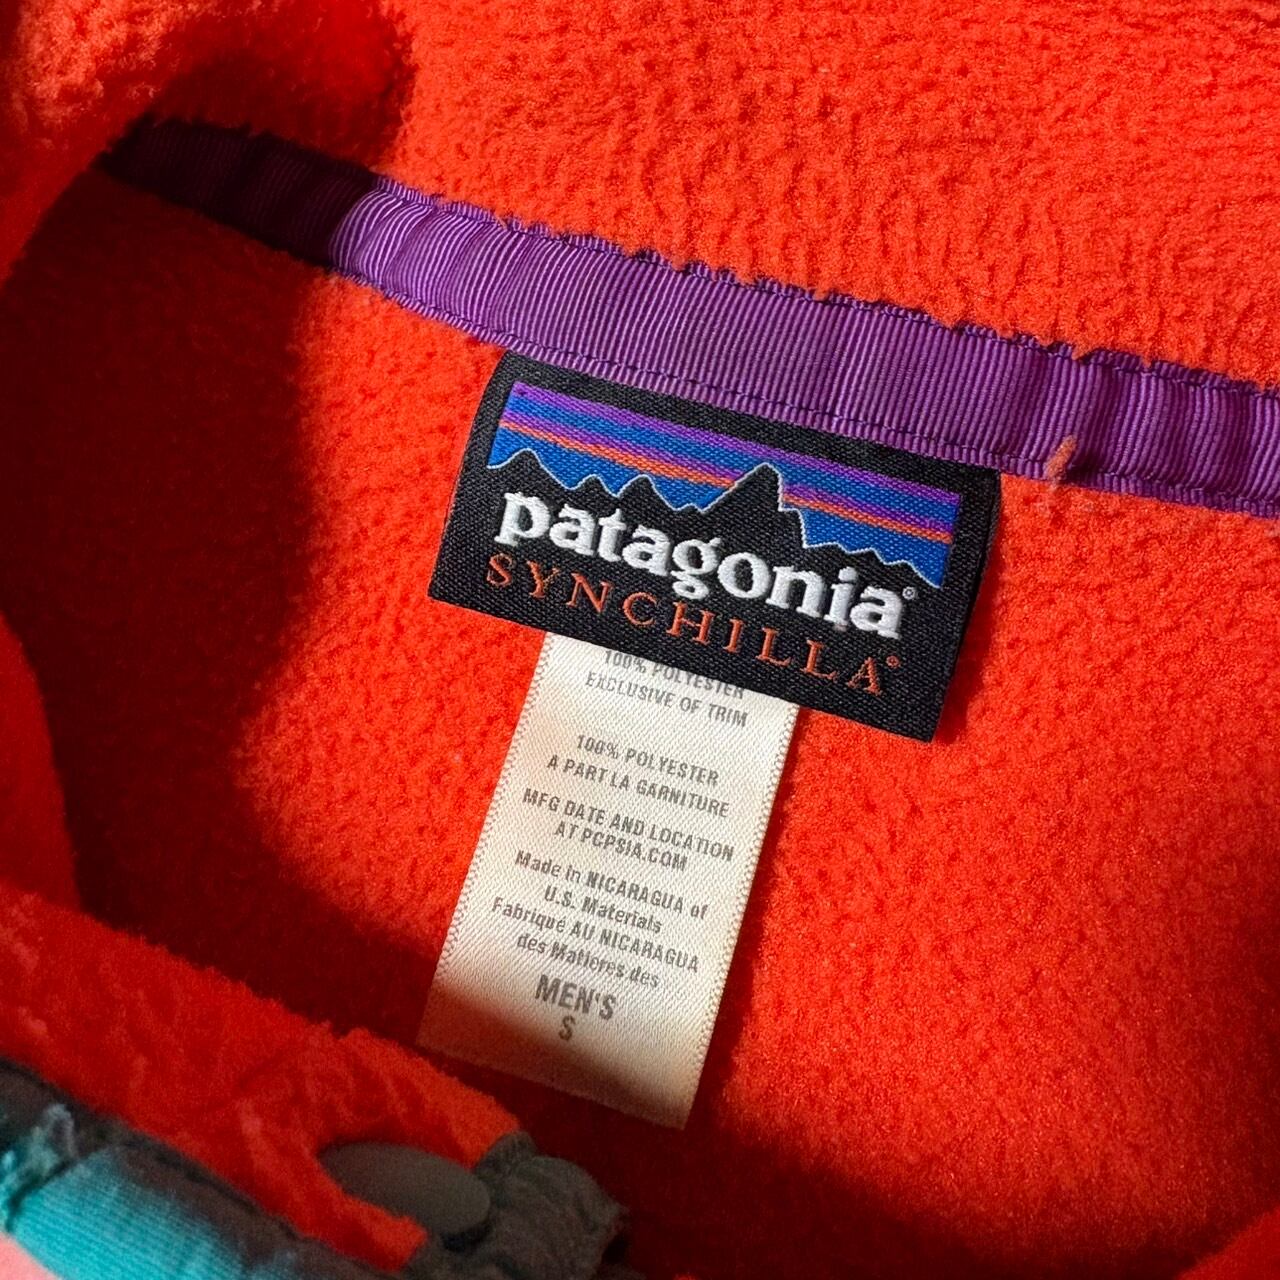 patagonia®
SYNCHILLA®
100% POLYESTER
EXCLUSIVE OF TRIM
100% POLYESTER
A PART LA GARNITURE
MFG DATE AND LOCATION
AT PCPSIA.COM
Made in NICARAGUA of
U.S. Materials
Fabriqué AU NICARAGUA
des Matieres des
MEN'S
S